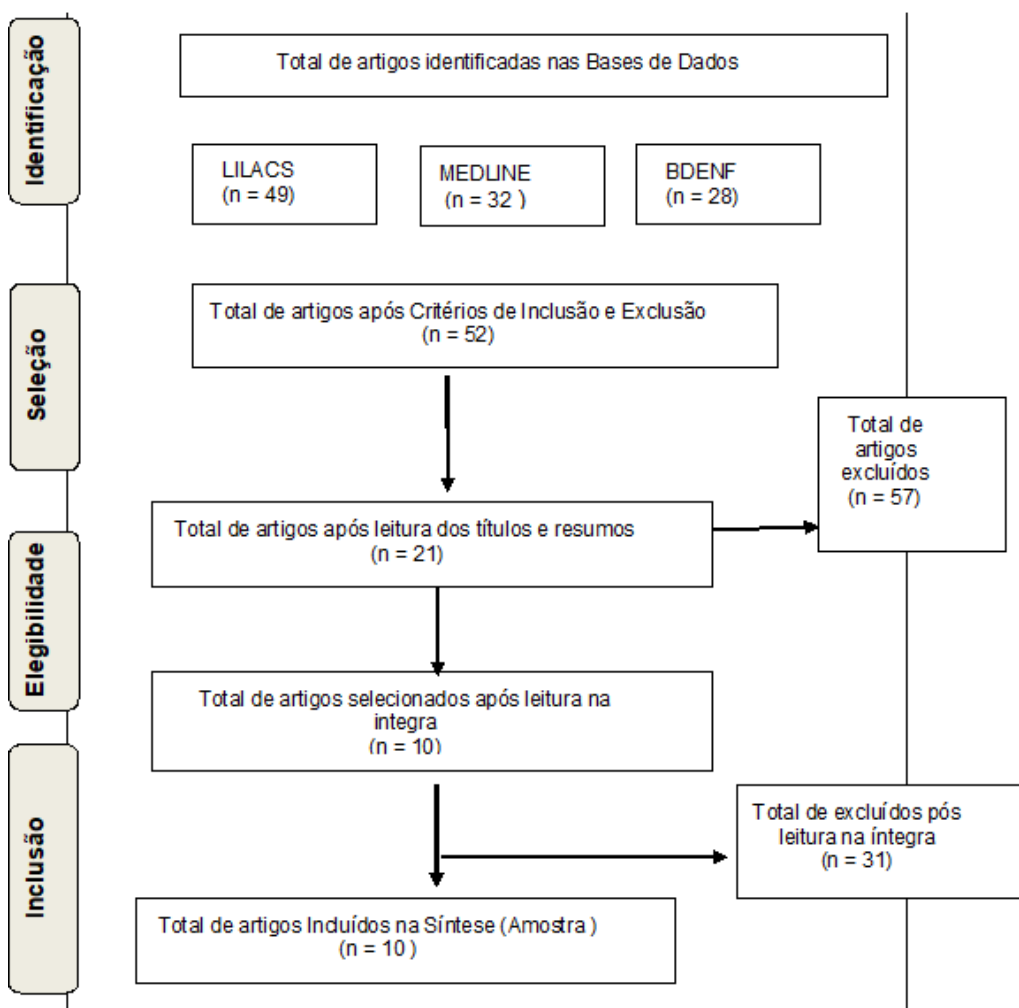 Identificação
Total de artigos identificadas nas Bases de Dados
LILACS
(n = 49)
MEDLINE
(n = 32 )
BDENF
(n = 28)
Seleção
Total de artigos após Critérios de Inclusão e Exclusão
(n = 52)
Total de
artigos
excluídos
(n = 57)
Elegibilidade
Total de artigos após leitura dos títulos e resumos
(n = 21)
Total de artigos selecionados após leitura na
integra
(n = 10)
Inclusão
Total de excluídos pós
leitura na íntegra
(n = 31)
Total de artigos Incluídos na Síntese (Amostra )
(n = 10 )